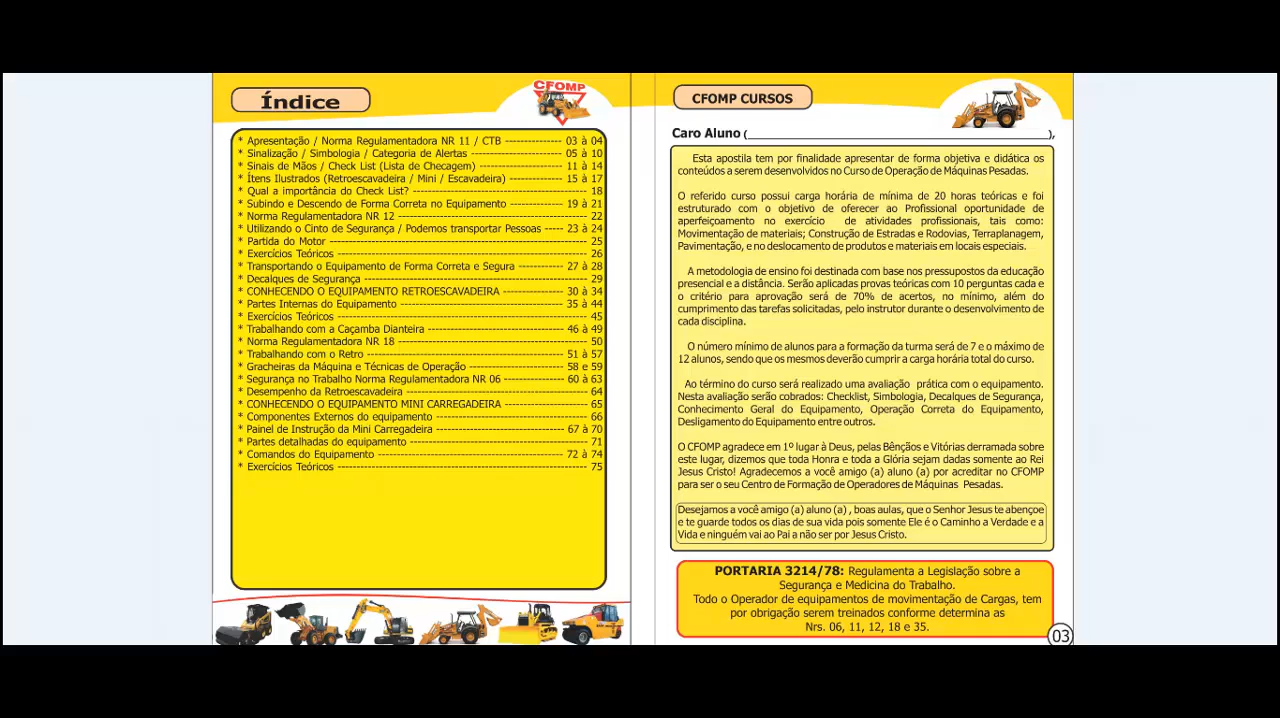 Índice
CFOMP
* Apresentação / Norma Regulamentadora NR 11 / CTB -------------- 03 à 04
* Sinalização / Simbologia / Categoria de Alertas ----------------------- 05 à 10
* Sinais de Mãos / Check List (Lista de Checagem) --------------------- 11 à 14
* Ítens Ilustrados (Retroescavadeira / Mini / Escavadeira) -------------- 15 à 17
* Qual a importância do Check List? ------------------------------------------- 18
* Subindo e Descendo de Forma Correta no Equipamento ------------- 19 à 21
* Norma Regulamentadora NR 12 ----------------------------------------------- 22
* Utilizando o Cinto de Segurança / Podemos transportar Pessoas ----- 23 à 24
* Partida do Motor ---------------------------------------------------------------- 25
* Exercícios Teóricos -------------------------------------------------------------- 26
* Transportando o Equipamento de Forma Correta e Segura ----------- 27 à 28
* Decalques de Segurança ------------------------------------------------------- 29
* CONHECENDO O EQUIPAMENTO RETROESCAVADEIRA --------------- 30 à 34
* Partes Internas do Equipamento ---------------------------------------- 35 à 44
* Exercícios Teóricos -------------------------------------------------------------- 45
* Trabalhando com a Caçamba Dianteira ---------------------------------- 46 à 49
* Norma Regulamentadora NR 18 ----------------------------------------------- 50
* Trabalhando com o Retro ------------------------------------------------- 51 à 57
* Gracheiras da Máquina e Técnicas de Operação ------------------------ 58 e 59
* Segurança no Trabalho Norma Regulamentadora NR 06 --------------- 60 à 63
* Desempenho da Retroescavadeira --------------------------------------------- 64
* CONHECENDO O EQUIPAMENTO MINI CARREGADEIRA --------------------- 65
* Componentes Externos do equipamento -------------------------------------- 66
* Painel de Instrução da Mini Carregadeira -------------------------------- 67 à 70
* Partes detalhadas do equipamento ------------------------------------------- 71
* Comandos do Equipamento ---------------------------------------------- 72 à 74
* Exercícios Teóricos -------------------------------------------------------------- 75
CFOMP CURSOS
Caro Aluno (______________________________________________),
Esta apostila tem por finalidade apresentar de forma objetiva e didática os
conteúdos a serem desenvolvidos no Curso de Operação de Máquinas Pesadas.
O referido curso possui carga horária de mínima de 20 horas teóricas e foi
estruturado com o objetivo de oferecer ao Profissional oportunidade de
aperfeiçoamento no exercício de atividades profissionais, tais como:
Movimentação de materiais; Construção de Estradas e Rodovias, Terraplanagem,
Pavimentação, e no deslocamento de produtos e materiais em locais especiais.
A metodologia de ensino foi destinada com base nos pressupostos da educação
presencial e a distância. Serão aplicadas provas teóricas com 10 perguntas cada e
o critério para aprovação será de 70% de acertos, no mínimo, além do
cumprimento das tarefas solicitadas, pelo instrutor durante o desenvolvimento de
cada disciplina.
O número mínimo de alunos para a formação da turma será de 7 e o máximo de
12 alunos, sendo que os mesmos deverão cumprir a carga horária total do curso.
Ao término do curso será realizado uma avaliação prática com o equipamento.
Nesta avaliação serão cobrados: Checklist, Simbologia, Decalques de Segurança,
Conhecimento Geral do Equipamento, Operação Correta do Equipamento,
Desligamento do Equipamento entre outros.
O CFOMP agradece em 1º lugar à Deus, pelas Bênçãos e Vitórias derramada sobre
este lugar, dizemos que toda Honra e toda a Glória sejam dadas somente ao Rei
Jesus Cristo! Agradecemos a você amigo (a) aluno (a) por acreditar no CFOMP
para ser o seu Centro de Formação de Operadores de Máquinas Pesadas.
Desejamos a você amigo (a) aluno (a) , boas aulas, que o Senhor Jesus te abençoe
e te guarde todos os dias de sua vida pois somente Ele é o Caminho a Verdade e a
Vida e ninguém vai ao Pai a não ser por Jesus Cristo.
PORTARIA 3214/78: Regulamenta a Legislação sobre a
Segurança e Medicina do Trabalho.
Todo o Operador de equipamentos de movimentação de Cargas, tem
por obrigação serem treinados conforme determina as
Nrs. 06, 11, 12, 18 e 35.
03